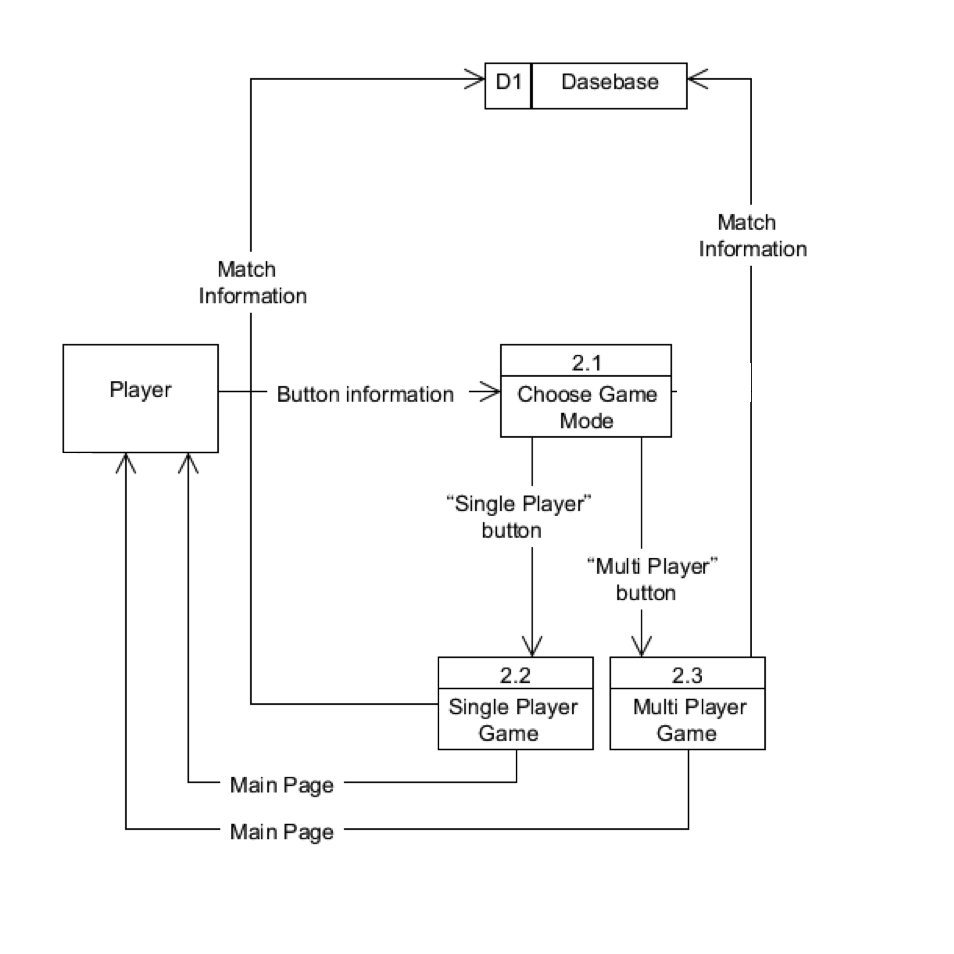 D1 Dasebase
Match
Information
Match
Information
Player
Button information
2.1
Choose Game
Mode
“Single Player”
button
“Multi Player”
button
2.2
Single Player
Game
2.3
Multi Player
Game
Main Page
Main Page